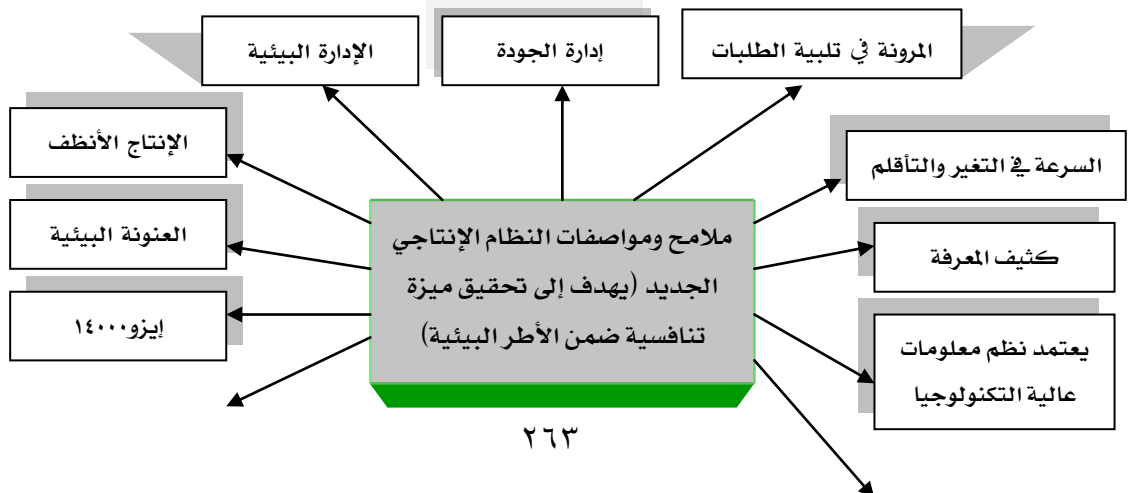 المرونة في تلبية الطلبات
إدارة الجودة
الإدارة البيئية
السرعة في التغير والتأقلم
الإنتاج الأنظف
كثيف المعرفة
العنونة البيئية
يعتمد نظم معلومات
عالية التكنولوجيا
إيزو١٤٠٠٠
ملامح ومواصفات النظام الإنتاجي
الجديد (يهدف إلى تحقيق ميزة
تنافسية ضمن الأطر البيئية)
٢٦٣